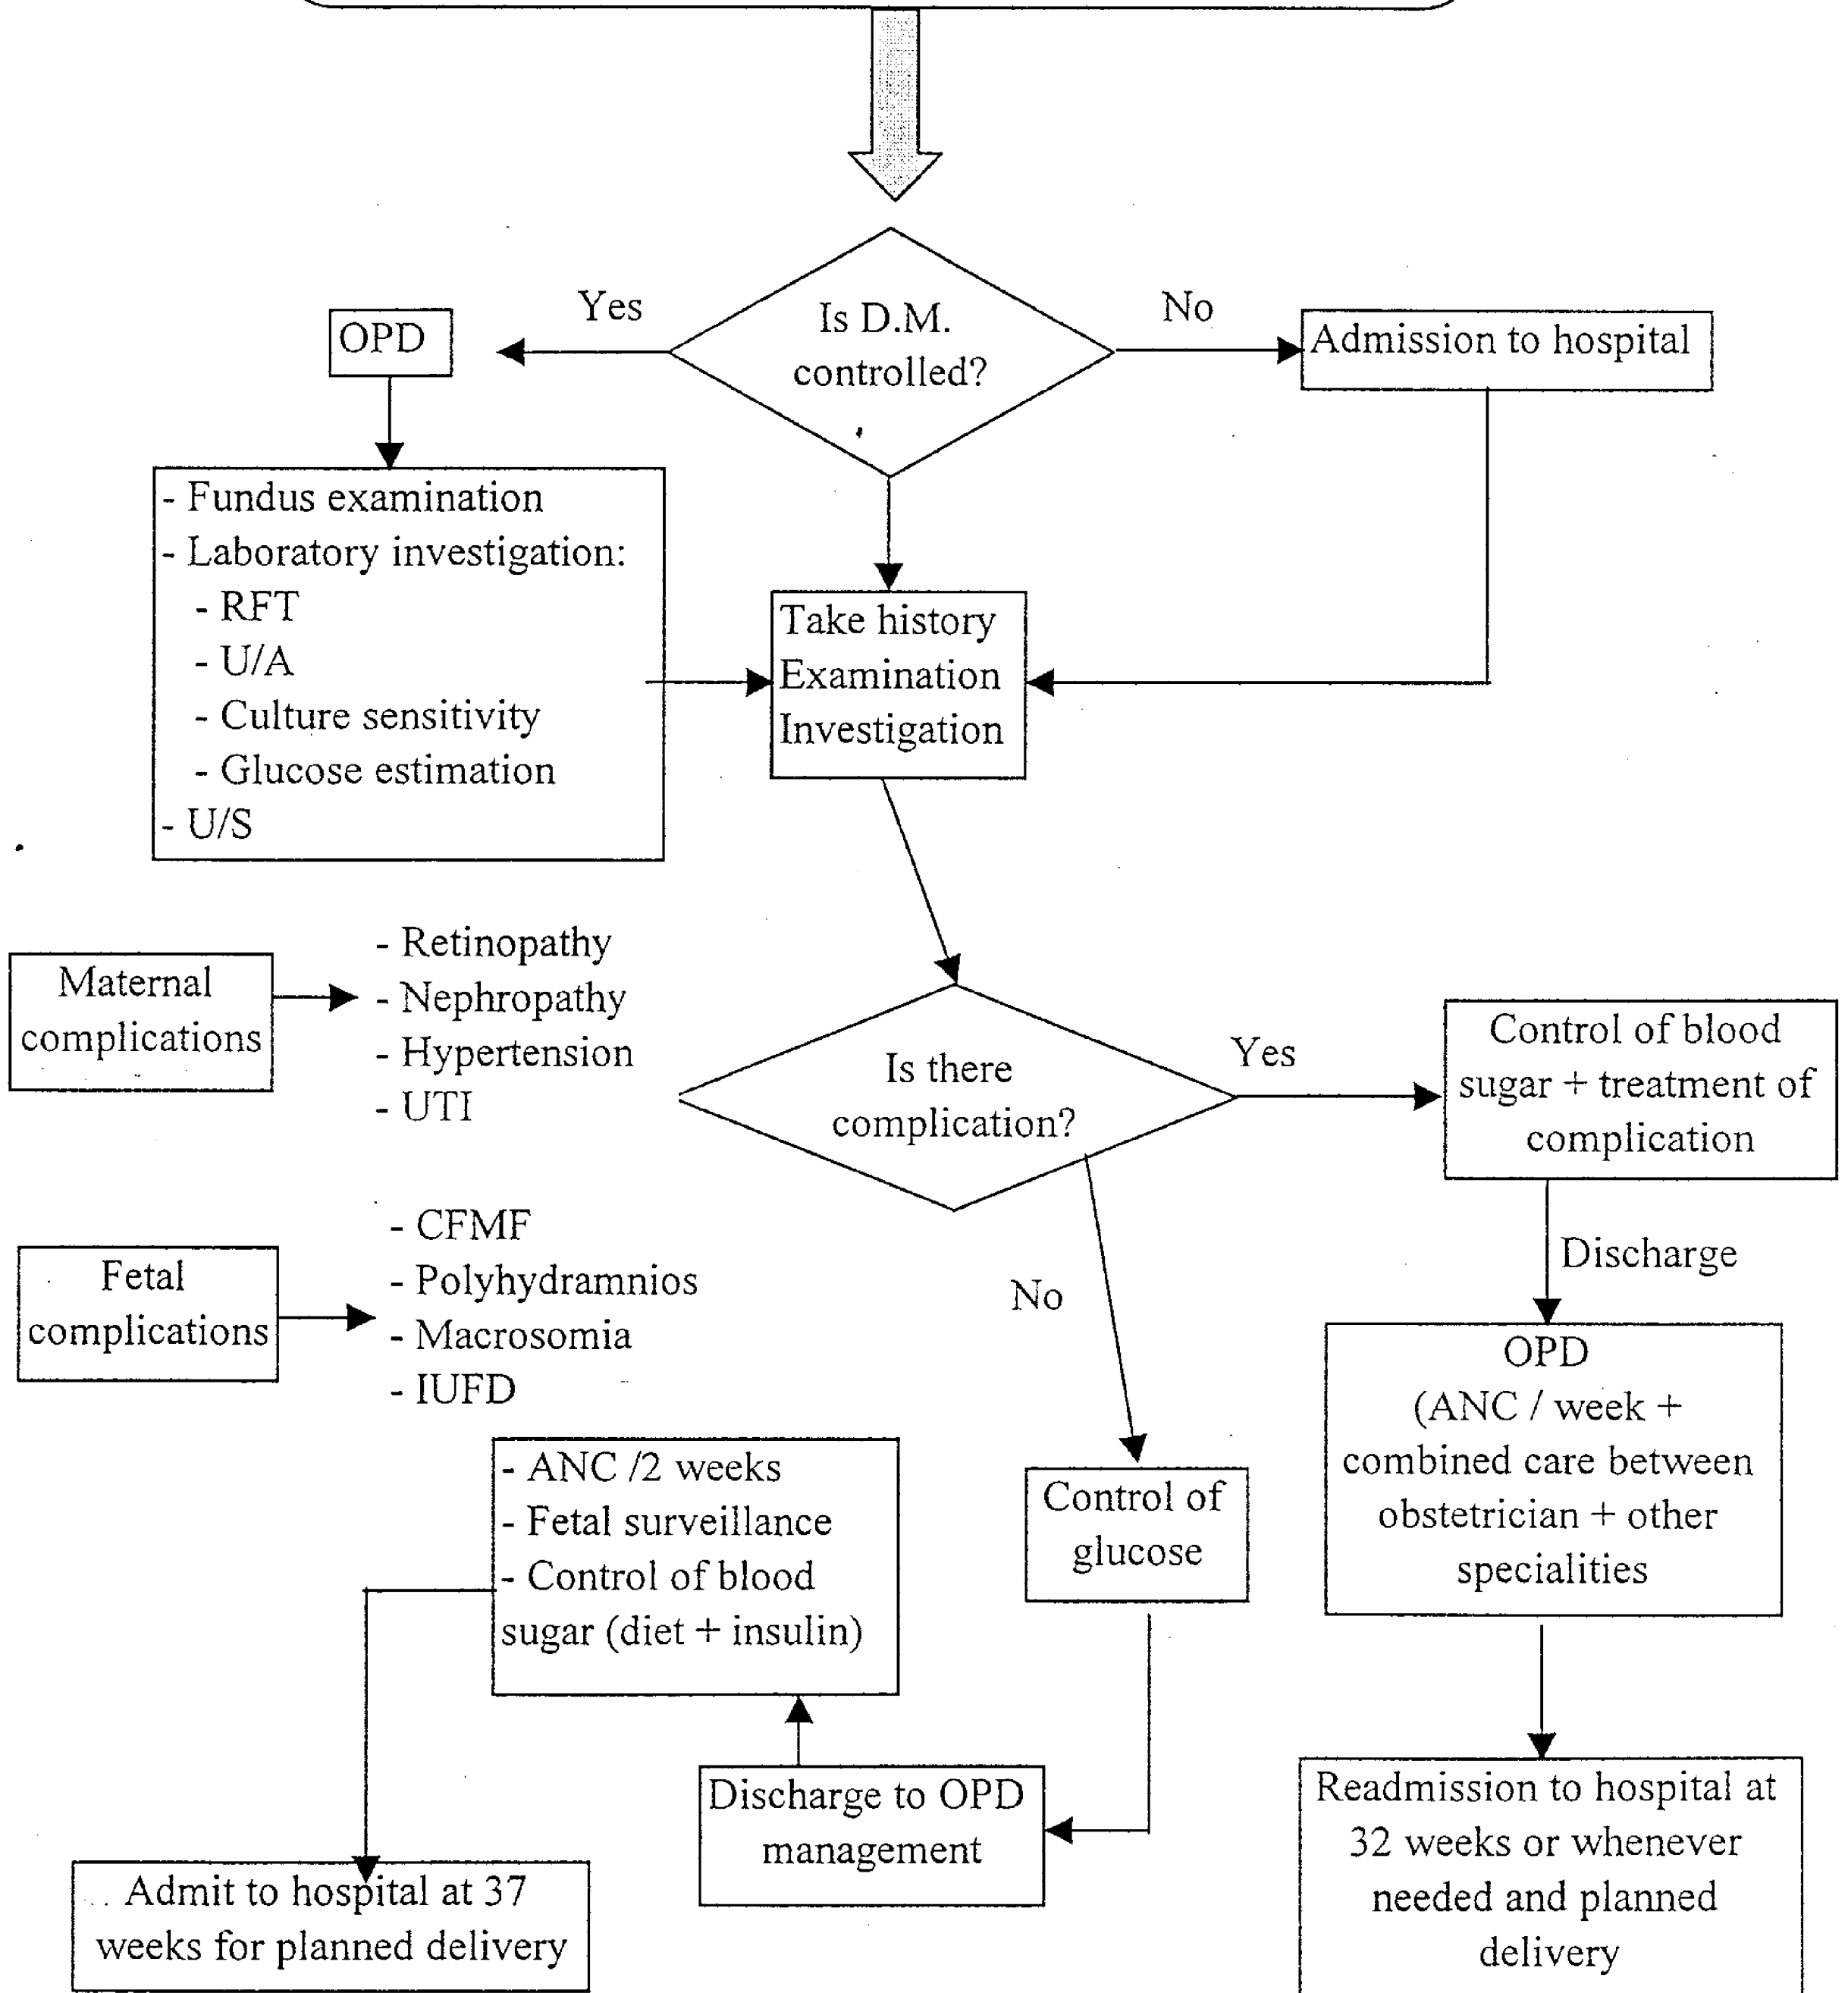 Yes
Is D.M.
controlled?
No
OPD
Admission to hospital
- Fundus examination
- Laboratory investigation:
- RFT
- U/A
- Culture sensitivity
- Glucose estimation
- U/S
Take history
Examination
Investigation
Maternal
complications
- Retinopathy
- Nephropathy
- Hypertension
- UTI
Is there
complication?
Yes
Control of blood
sugar + treatment of
complication
Fetal
complications
- CFMF
- Polyhydramnios
- Macrosomia
- IUFD
No
Discharge
OPD
(ANC / week +
combined care between
obstetrician + other
specialities
- ANC /2 weeks
- Fetal surveillance
- Control of blood
sugar (diet + insulin)
Control of
glucose
Discharge to OPD
management
Readmission to hospital at
32 weeks or whenever
needed and planned
delivery
Admit to hospital at 37
weeks for planned delivery